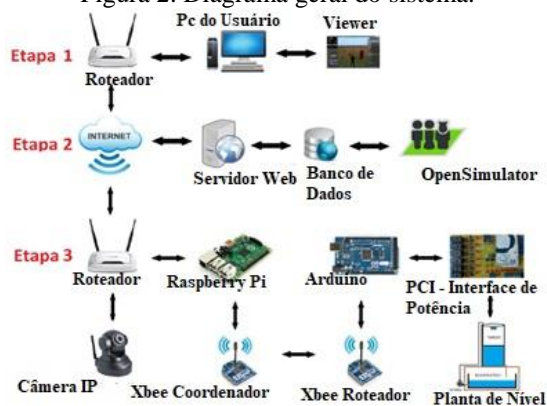 Figura 2. Diagrama geral do sistema.
Pc do Usuário
Viewer
Etapa 1
Roteador
Etapa 2
INTERNET
Servidor Web
Banco de
Dados
OpenSimulator
Etapa 3
Roteador
Raspberry Pi
Arduíno
PCI - Interface de
Potência
Câmera IP
Xbee Coordenador
Xbee Roteador
Planta de Nível